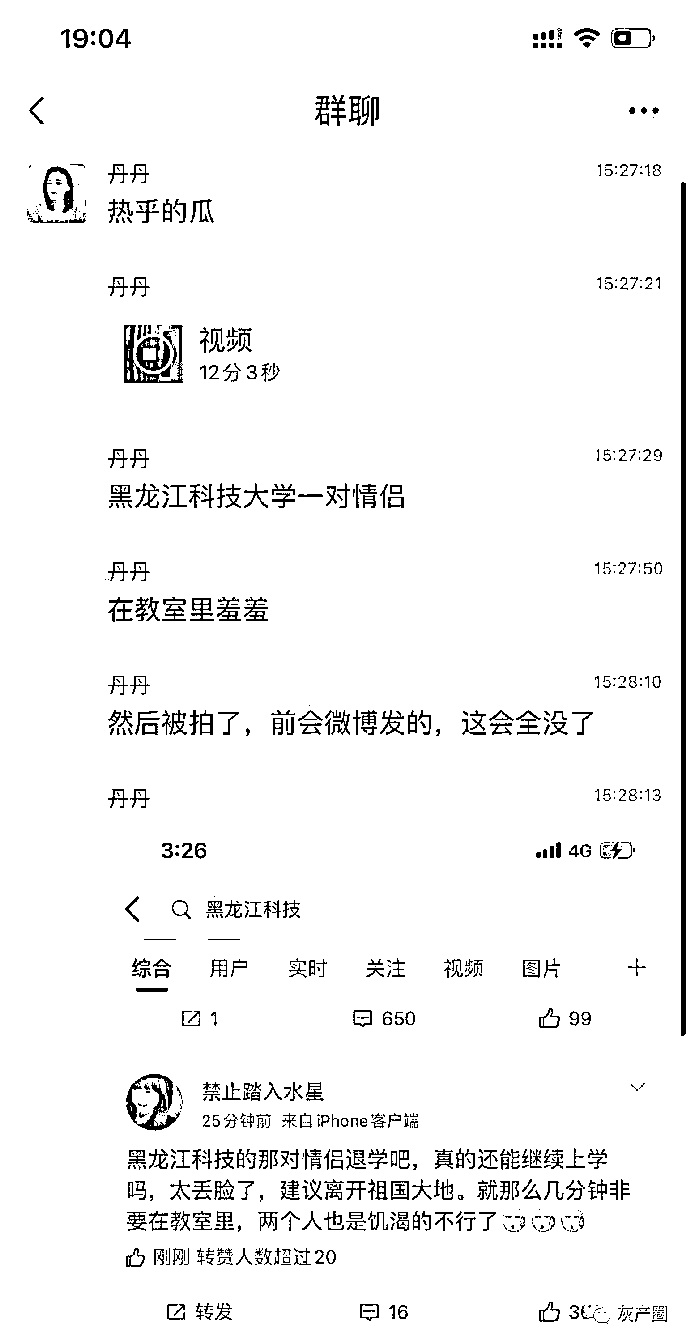 19:04
群聊
丹丹 15:27:18
热乎的瓜
丹丹 15:27:21
视频
12分3秒
丹丹 15:27:29
黑龙江科技大学一对情侣
丹丹 15:27:50
在教室里羞羞
丹丹 15:28:10
然后被拍了，前会微博发的，这会全没了
丹丹 15:28:13
3:26 4G
黑龙江科技
综合 用户 实时 关注 视频 图片 +
1 650 99
禁止踏入水星
25分钟前 来自iPhone客户端
黑龙江科技的那对情侣退学吧，真的还能继续上学
吗，太丢脸了，建议离开祖国大地。就那么几分钟非
要在教室里，两个人也是饥渴的不行了
刚刚 转赞人数超过20
转发 16
灰产圈